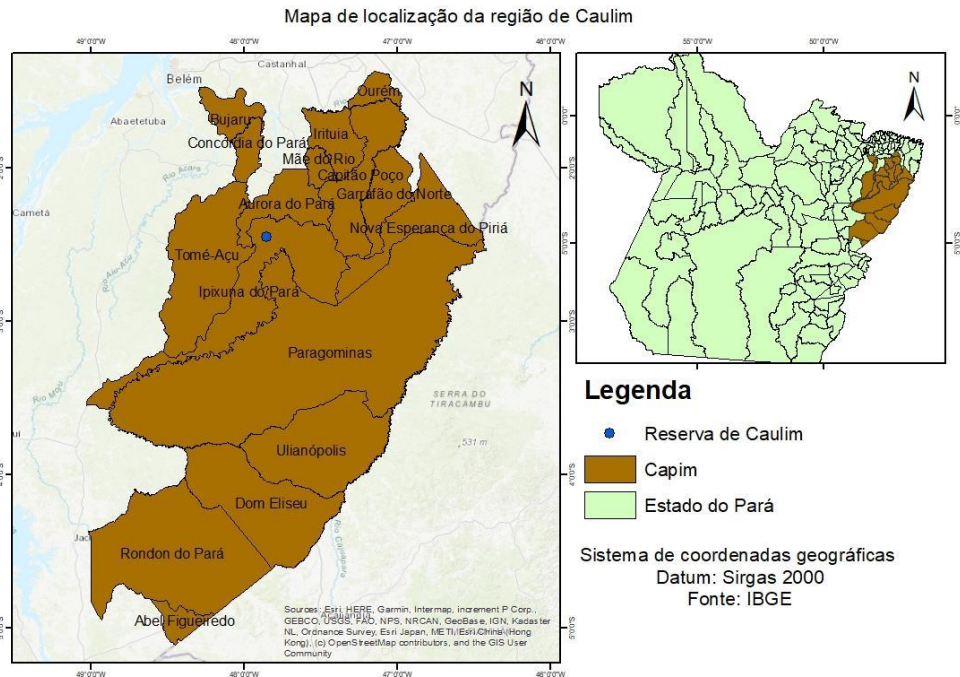 Mapa de localização da região de Caulim
49°0'0"W
48°0'0"W
47°0'0"W
46°0'0"W
55°0'0"W
50°0'0"W
Castanhal
Belém
Ourém
N
N
Abaetetuba
Bujaru
Irituia
Concórdia do Pará
Mãe do Rio
Rio Acará
Capitão Poço
Garrafão do Norte
Aurora do Pará
Cametá
Nova Esperança do Piriá
Tomé-Açu
Ipixuna do Pará
Paragominas
Rio Moju
SERRA DO
TIRACAMBU
531 m
Ulianópolis
Dom Eliseu
Rondon do Pará
Abel Figueiredo
Legenda
Reserva de Caulim
Capim
Estado do Pará
Sistema de coordenadas geográficas
Datum: Sirgas 2000
Fonte: IBGE
Sources: Esri, HERE, Garmin, Intermap, increment P Corp.,
GEBCO, USGS, FAO, NPS, NRCAN, GeoBase, IGN, Kadaster
NL, Ordnance Survey, Esri Japan, METI, Esri China (Hong
Kong), (c) OpenStreetMap contributors, and the GIS User
Community
49°0'0"W
48°0'0"W
47°0'0"W
46°0'0"W